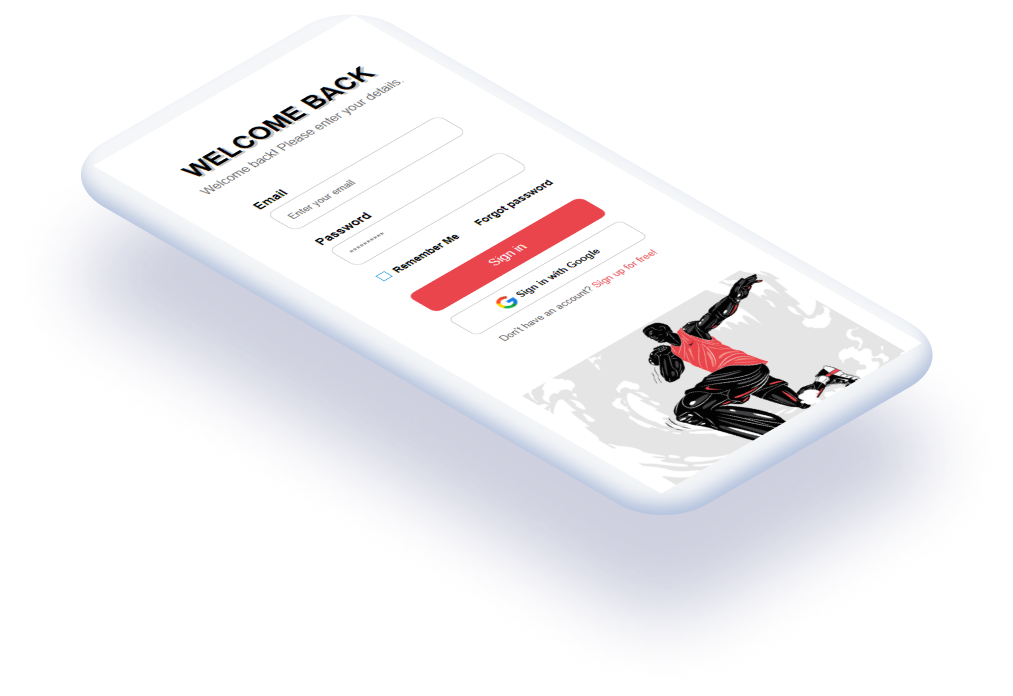 WELCOME BACK
Welcome back! Please enter your details.
Email
Enter your email
Password
**********
Remember Me
Forgot password
Sign in
Sign in with Google
Don't have an account? Sign up for free!